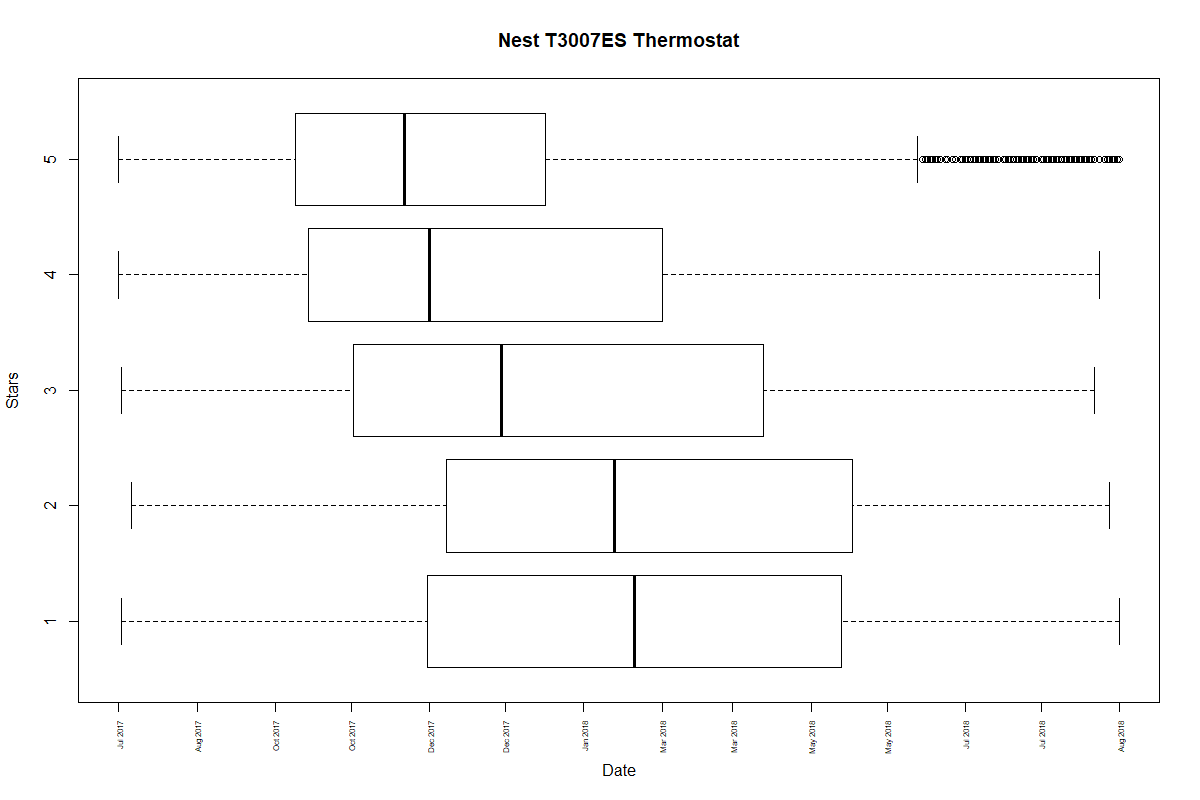 Nest T3007ES Thermostat
Stars
5
4
3
2
1
Jul 2017
Aug 2017
Oct 2017
Oct 2017
Dec 2017
Dec 2017
Jan 2018
Mar 2018
Mar 2018
May 2018
May 2018
Jul 2018
Jul 2018
Aug 2018
Date